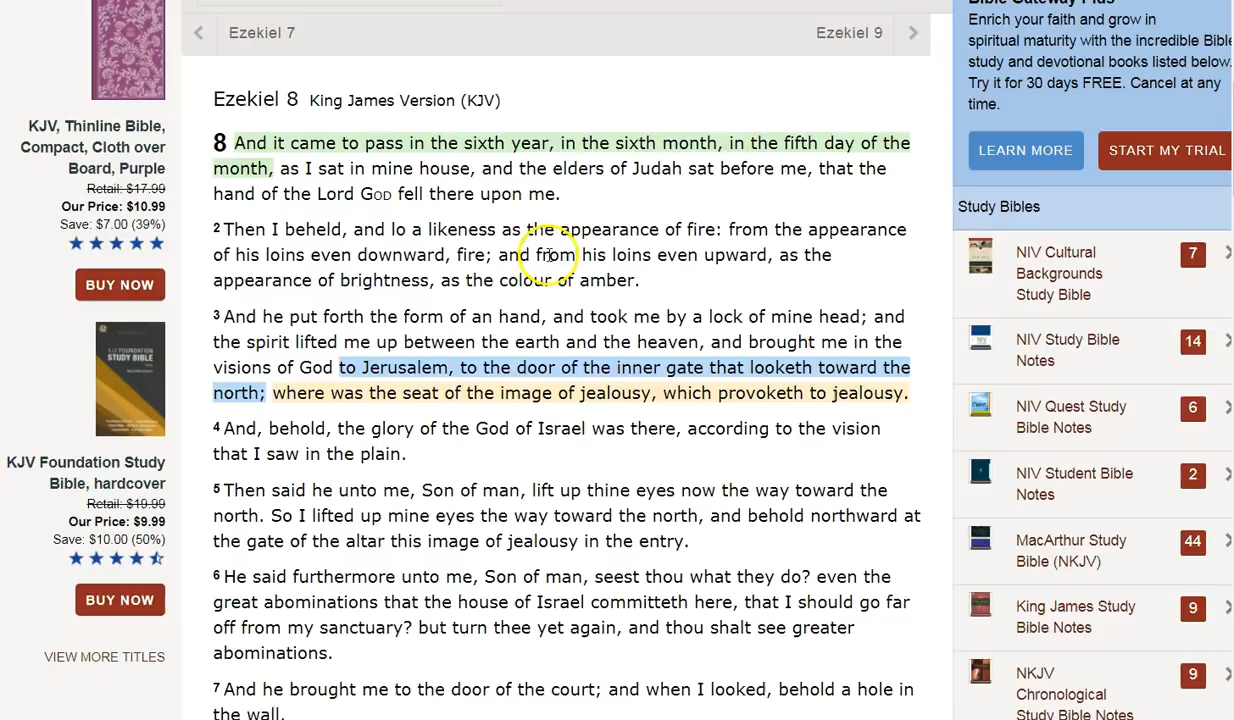 KJV, Thinline Bible,
Compact, Cloth over
Board, Purple
Retail: $17.99
Our Price: $10.99
Save: $7.00 (39%)
BUY NOW
KJV FOUNDATION
STUDY BIBLE
KJV Foundation Study
Bible, hardcover
Retail: $19.99
Our Price: $9.99
Save: $10.00 (50%)
BUY NOW
VIEW MORE TITLES
Ezekiel 7
Ezekiel 9
Ezekiel 8 King James Version (KJV)
8 And it came to pass in the sixth year, in the sixth month, in the fifth day of the
month, as I sat in mine house, and the elders of Judah sat before me, that the
hand of the Lord GOD fell there upon me.
2 Then I beheld, and lo a likeness as the appearance of fire: from the appearance
of his loins even downward, fire; and from his loins even upward, as the
appearance of brightness, as the colour of amber.
3 And he put forth the form of an hand, and took me by a lock of mine head; and
the spirit lifted me up between the earth and the heaven, and brought me in the
visions of God to Jerusalem, to the door of the inner gate that looketh toward the
north; where was the seat of the image of jealousy, which provoketh to jealousy.
4 And, behold, the glory of the God of Israel was there, according to the vision
that I saw in the plain.
5 Then said he unto me, Son of man, lift up thine eyes now the way toward the
north. So I lifted up mine eyes the way toward the north, and behold northward at
the gate of the altar this image of jealousy in the entry.
6 He said furthermore unto me, Son of man, seest thou what they do? even the
great abominations that the house of Israel committeth here, that I should go far
off from my sanctuary? but turn thee yet again, and thou shalt see greater
abominations.
7 And he brought me to the door of the court; and when I looked, behold a hole in
the wall.
Bible Gateway Plus
Enrich your faith and grow in
spiritual maturity with the incredible Bible
study and devotional books listed below.
Try it for 30 days FREE. Cancel at any
time.
LEARN MORE
START MY TRIAL
Study Bibles
NIV Cultural
Backgrounds
Study Bible
7
NIV Study Bible
Notes
14
NIV Quest Study
Bible Notes
6
NIV Student Bible
Notes
2
MacArthur Study
Bible (NKJV)
44
King James Study
Bible Notes
9
NKJV
Chronological
Study Bible Notes
9